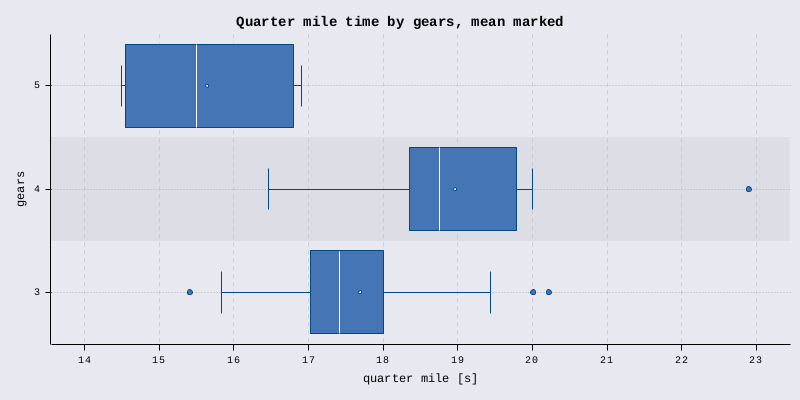 Quarter mile time by gears, mean marked
5
4
3
gears
14 15 16 17 18 19 20 21 22 23
quarter mile [s]